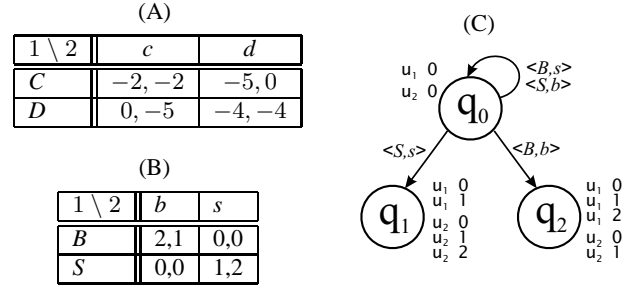 (A)
1 \ 2 c d
C −2, −2 −5, 0
D 0, −5 −4, −4
(B)
1 \ 2 b s
B 2,1 0,0
S 0,0 1,2
(C)
u₁ 0
u₂ 0
q₀
<B,s>
<S,b>
<S,s>
<B,b>
q₁
u₁ 0
u₁ 1
u₂ 0
u₂ 1
u₂ 2
q₂
u₁ 0
u₁ 1
u₁ 2
u₂ 0
u₂ 1